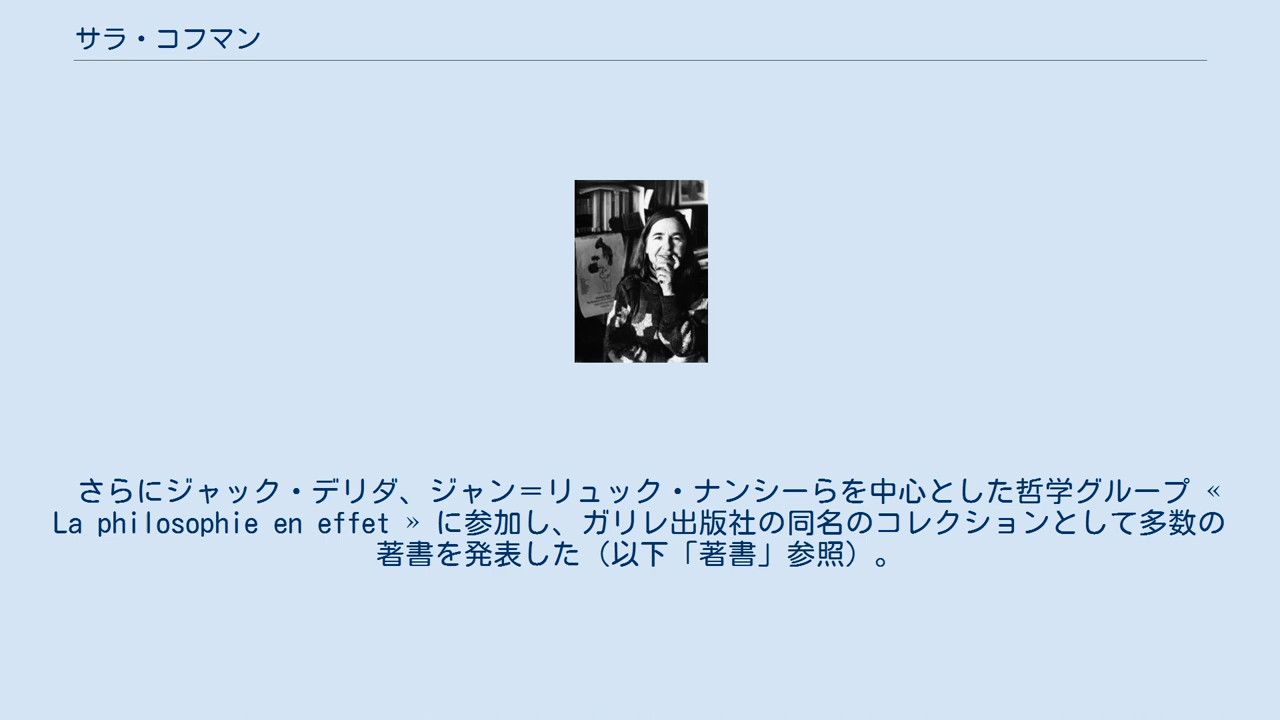 サラ・コフマン
さらにジャック・デリダ、ジャン＝リュック・ナンシーらを中心とした哲学グループ «
La philosophie en effet » に参加し、ガリレ出版社の同名のコレクションとして多数の
著書を発表した（以下「著書」参照）。